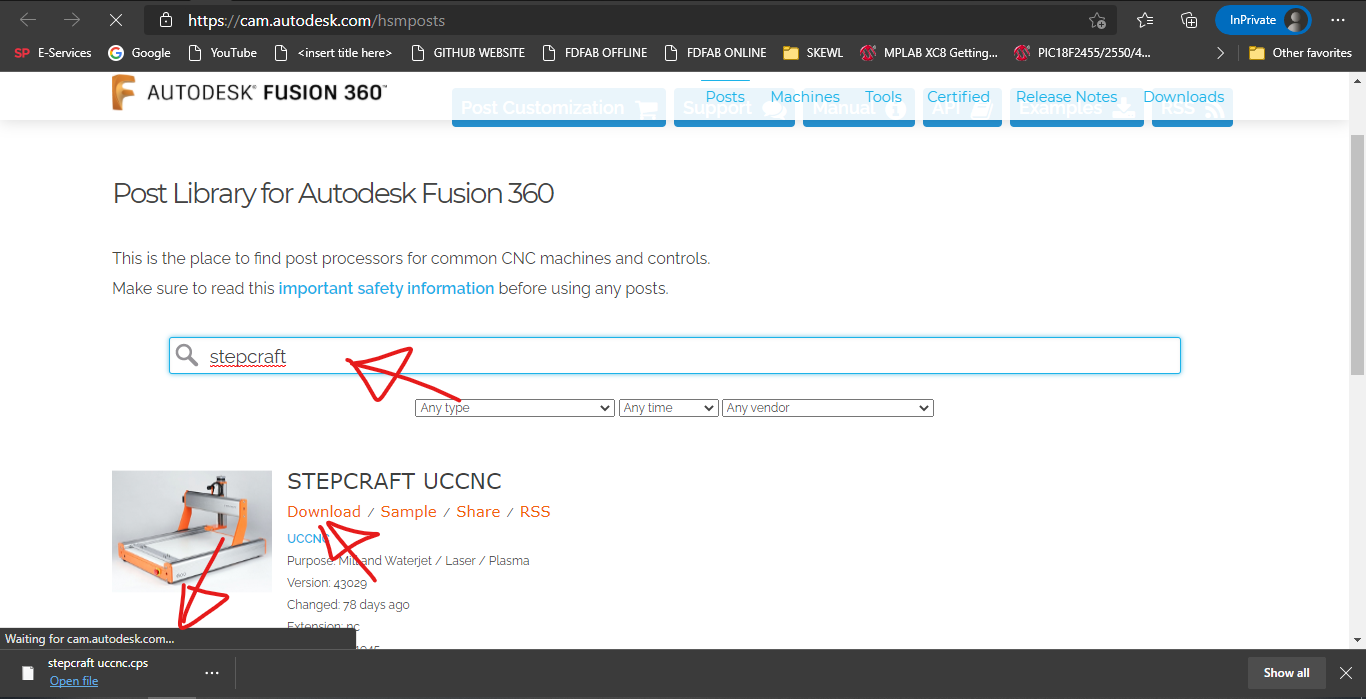 https://cam.autodesk.com/hsmposts
InPrivate
SP E-Services Google YouTube <insert title here> GITHUB WEBSITE FDFAB OFFLINE FDFAB ONLINE SKEWL MPLAB XC8 Getting... PIC18F2455/2550/4... Other favorites
AUTODESK® FUSION 360™
Posts Machines Tools Certified Release Notes Downloads
Post Customization Support Manual API Examples RSS
Post Library for Autodesk Fusion 360
This is the place to find post processors for common CNC machines and controls.
Make sure to read this important safety information before using any posts.
stepcraft
Any type Any time Any vendor
STEPCRAFT UCCNC
Download / Sample / Share / RSS
UCCNC
Purpose: Mill and Waterjet / Laser / Plasma
Version: 43029
Changed: 78 days ago
Extension: nc
Waiting for cam.autodesk.com...
stepcraft uccnc.cps
Open file
Show all